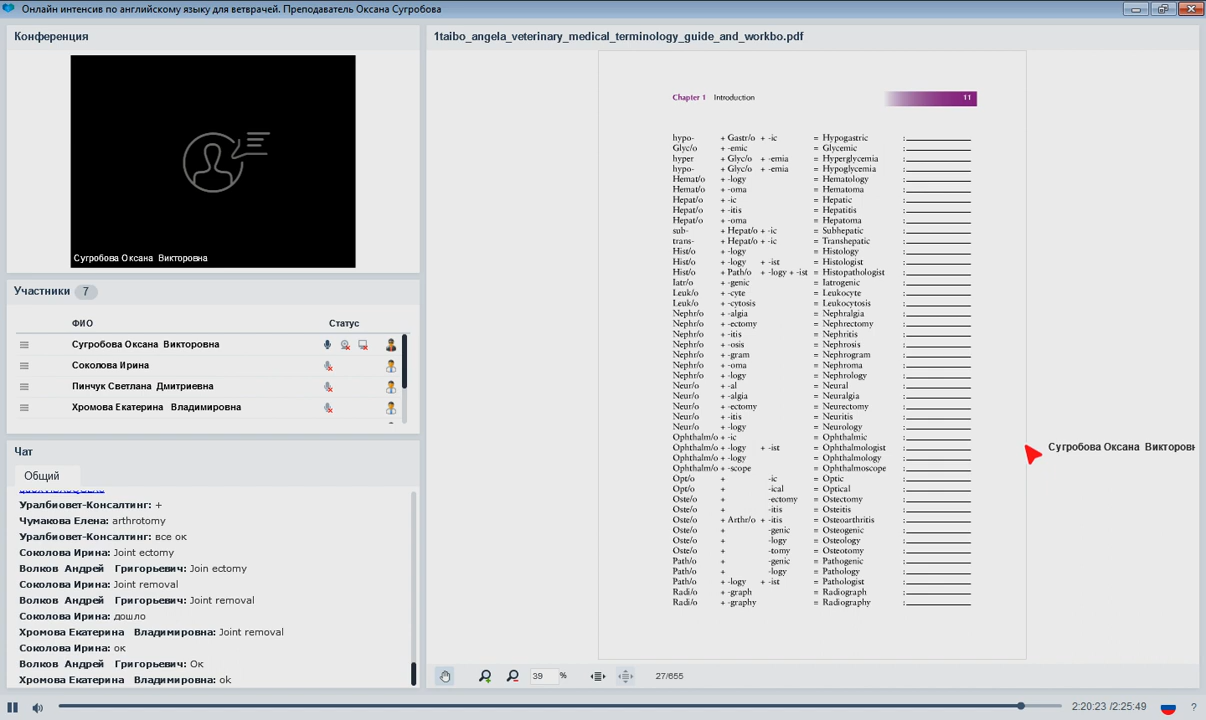 Онлайн интенсив по английскому языку для ветврачей. Преподаватель Оксана Сугробова
Конференция
Сугробова Оксана Викторовна
Участники 7
ФИО Статус
Сугробова Оксана Викторовна
Соколова Ирина
Пинчук Светлана Дмитриевна
Хромова Екатерина Владимировна
Чат
Общий
Уралбиовет-Консалтинг: +
Чумакова Елена: arthrotomy
Уралбиовет-Консалтинг: все ок
Соколова Ирина: Joint ectomy
Волков Андрей Григорьевич: Join ectomy
Соколова Ирина: Joint removal
Волков Андрей Григорьевич: Joint removal
Соколова Ирина: дошло
Хромова Екатерина Владимировна: Joint removal
Соколова Ирина: ок
Волков Андрей Григорьевич: Ок
Хромова Екатерина Владимировна: ok
1taibo_angela_veterinary_medical_terminology_guide_and_workbo.pdf
Chapter 1 Introduction 11
hypo- + Gastr/o + -ic = Hypogastric :
Glyc/o + -emic = Glycemic :
hyper + Glyc/o + -emia = Hyperglycemia :
hypo- + Glyc/o + -emia = Hypoglycemia :
Hemat/o + -logy = Hematology :
Hemat/o + -oma = Hematoma :
Hepat/o + -ic = Hepatic :
Hepat/o + -itis = Hepatitis :
Hepat/o + -oma = Hepatoma :
sub- + Hepat/o + -ic = Subhepatic :
trans- + Hepat/o + -ic = Transhepatic :
Hist/o + -logy = Histology :
Hist/o + -logy + -ist = Histologist :
Hist/o + Path/o + -logy + -ist = Histopathologist :
Iatr/o + -genic = Iatrogenic :
Leuk/o + -cyte = Leukocyte :
Leuk/o + -cytosis = Leukocytosis :
Nephr/o + -algia = Nephralgia :
Nephr/o + -ectomy = Nephrectomy :
Nephr/o + -itis = Nephritis :
Nephr/o + -osis = Nephrosis :
Nephr/o + -gram = Nephrogram :
Nephr/o + -oma = Nephroma :
Nephr/o + -logy = Nephrology :
Neur/o + -al = Neural :
Neur/o + -algia = Neuralgia :
Neur/o + -ectomy = Neurectomy :
Neur/o + -itis = Neuritis :
Neur/o + -logy = Neurology :
Ophthalm/o + -ic = Ophthalmic :
Ophthalm/o + -logy + -ist = Ophthalmologist :
Ophthalm/o + -logy = Ophthalmology :
Ophthalm/o + -scope = Ophthalmoscope :
Opt/o + -ic = Optic :
Opt/o + -ical = Optical :
Oste/o + -ectomy = Ostectomy :
Oste/o + -itis = Osteitis :
Oste/o + Arthr/o + -itis = Osteoarthritis :
Oste/o + -genic = Osteogenic :
Oste/o + -logy = Osteology :
Oste/o + -tomy = Osteotomy :
Path/o + -genic = Pathogenic :
Path/o + -logy = Pathology :
Path/o + -logy + -ist = Pathologist :
Radi/o + -graph = Radiograph :
Radi/o + -graphy = Radiography :
Сугробова Оксана Викторовн
39 % 27/655
2:20:23 /2:25:49 ?